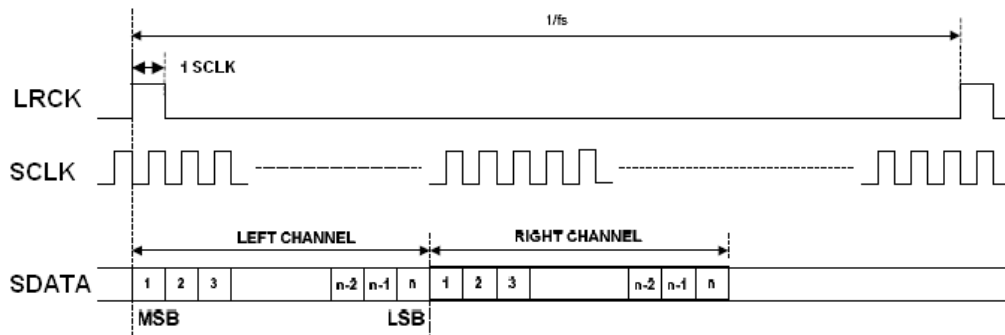 1/fs
1 SCLK
LRCK
SCLK
LEFT CHANNEL
RIGHT CHANNEL
SDATA
1 2 3 n-2 n-1 n 1 2 3 n-2 n-1 n
MSB
LSB